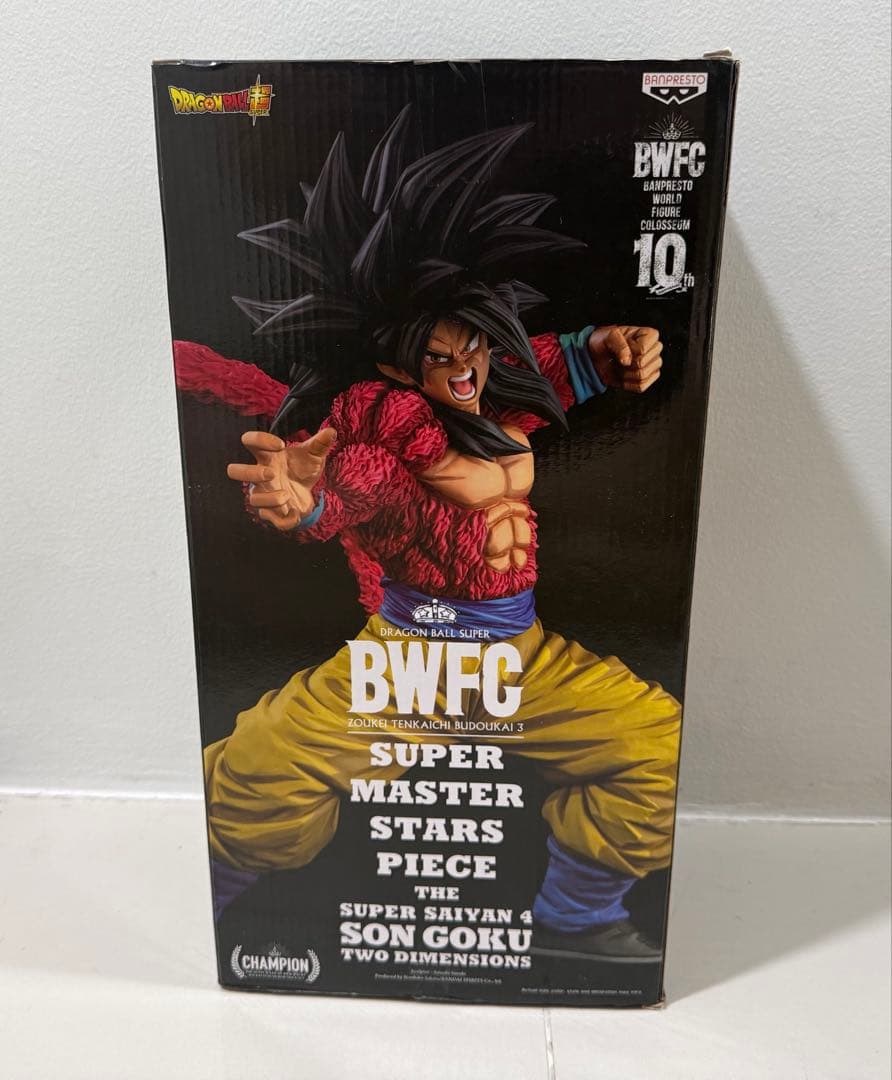 DRAGON BALL 超
BANPRESTO
BWFC
BANPRESTO
WORLD
FIGURE
COLOSSEUM
10th
DRAGON BALL SUPER
BWFC
ZOUKEI TENKAICHI BUDOUKAI 3
SUPER
MASTER
STARS
PIECE
THE
SUPER SAIYAN 4
SON GOKU
TWO DIMENSIONS
CHAMPION